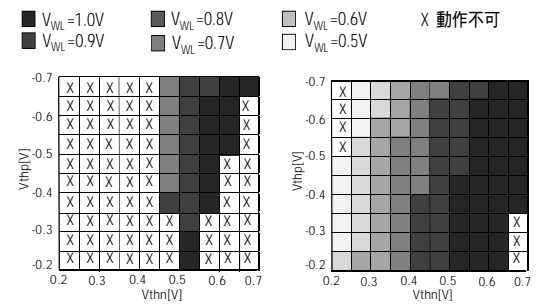 V_WL=1.0V V_WL=0.8V V_WL=0.6V X 動作不可
V_WL=0.9V V_WL=0.7V V_WL=0.5V
Vthp[V]
-0.7
-0.6
-0.5
-0.4
-0.3
-0.2
X X X X X
X X X X X X
X X X X X X
X X X X X X
X X X X X X X
X X X X X X X
X X X X X X X
X X X X X X X X X
X X X X X X X X X
X X X X X X X X X
0.2 0.3 0.4 0.5 0.6 0.7
Vthn[V]
Vthp[V]
-0.7
-0.6
-0.5
-0.4
-0.3
-0.2
X
X
X
X
X
X
X
0.2 0.3 0.4 0.5 0.6 0.7
Vthn[V]